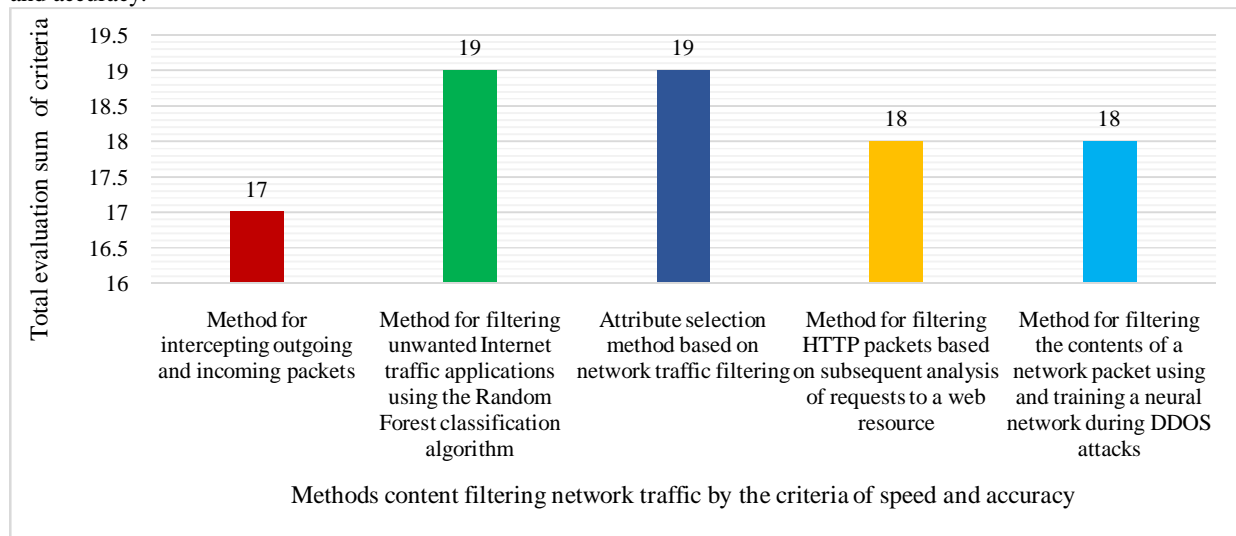 and accuracy.
Total evaluation sum of criteria
19.5
19
18.5
18
17.5
17
16.5
16
17
19
19
18
18
Method for
intercepting outgoing
and incoming packets
Method for filtering
unwanted Internet
traffic applications
using the Random
Forest classification
algorithm
Attribute selection
method based on
network traffic filtering
Method for filtering
HTTP packets based
on subsequent analysis
of requests to a web
resource
Method for filtering
the contents of a
network packet using
and training a neural
network during DDOS
attacks
Methods content filtering network traffic by the criteria of speed and accuracy